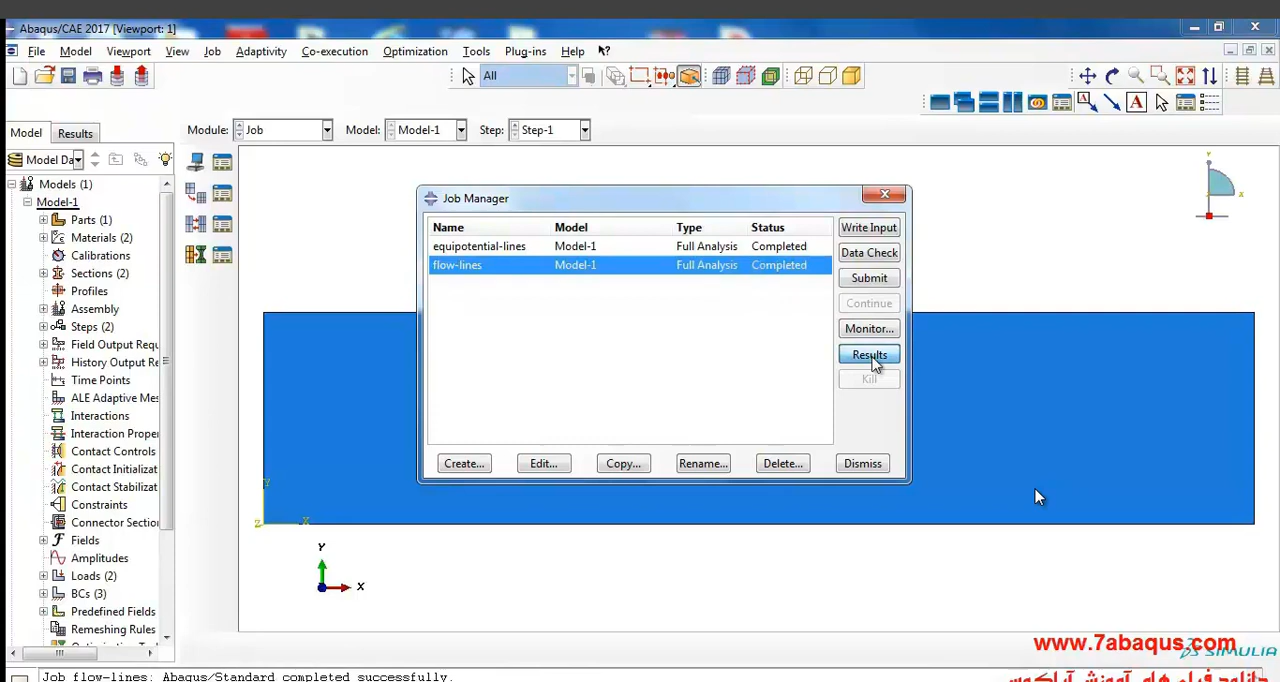 Abaqus/CAE 2017 [Viewport: 1]
File Model Viewport View Job Adaptivity Co-execution Optimization Tools Plug-ins Help
All
A A
Model Results Module: Job Model: Model-1 Step: Step-1
Model Da
Models (1)
Model-1
Parts (1)
Materials (2)
Calibrations
Sections (2)
Profiles
Assembly
Steps (2)
Field Output Requ
History Output R
Time Points
ALE Adaptive Mes
Interactions
Interaction Proper
Contact Controls
Contact Initializat
Contact Stabilizat
Constraints
Connector Sectio
Fields
Amplitudes
Loads (2)
BCs (3)
Predefined Fields
Remeshing Rules
Job Manager
Name Model Type Status
equipotential-lines Model-1 Full Analysis Completed
flow-lines Model-1 Full Analysis Completed
Write Input
Data Check
Submit
Continue
Monitor...
Results
Kill
Create... Edit... Copy... Rename... Delete... Dismiss
Y
X
Y
Z X
Y
X
www.7abaqus.com
SIMULIA
Job flow-lines: Abaqus/Standard completed successfully.